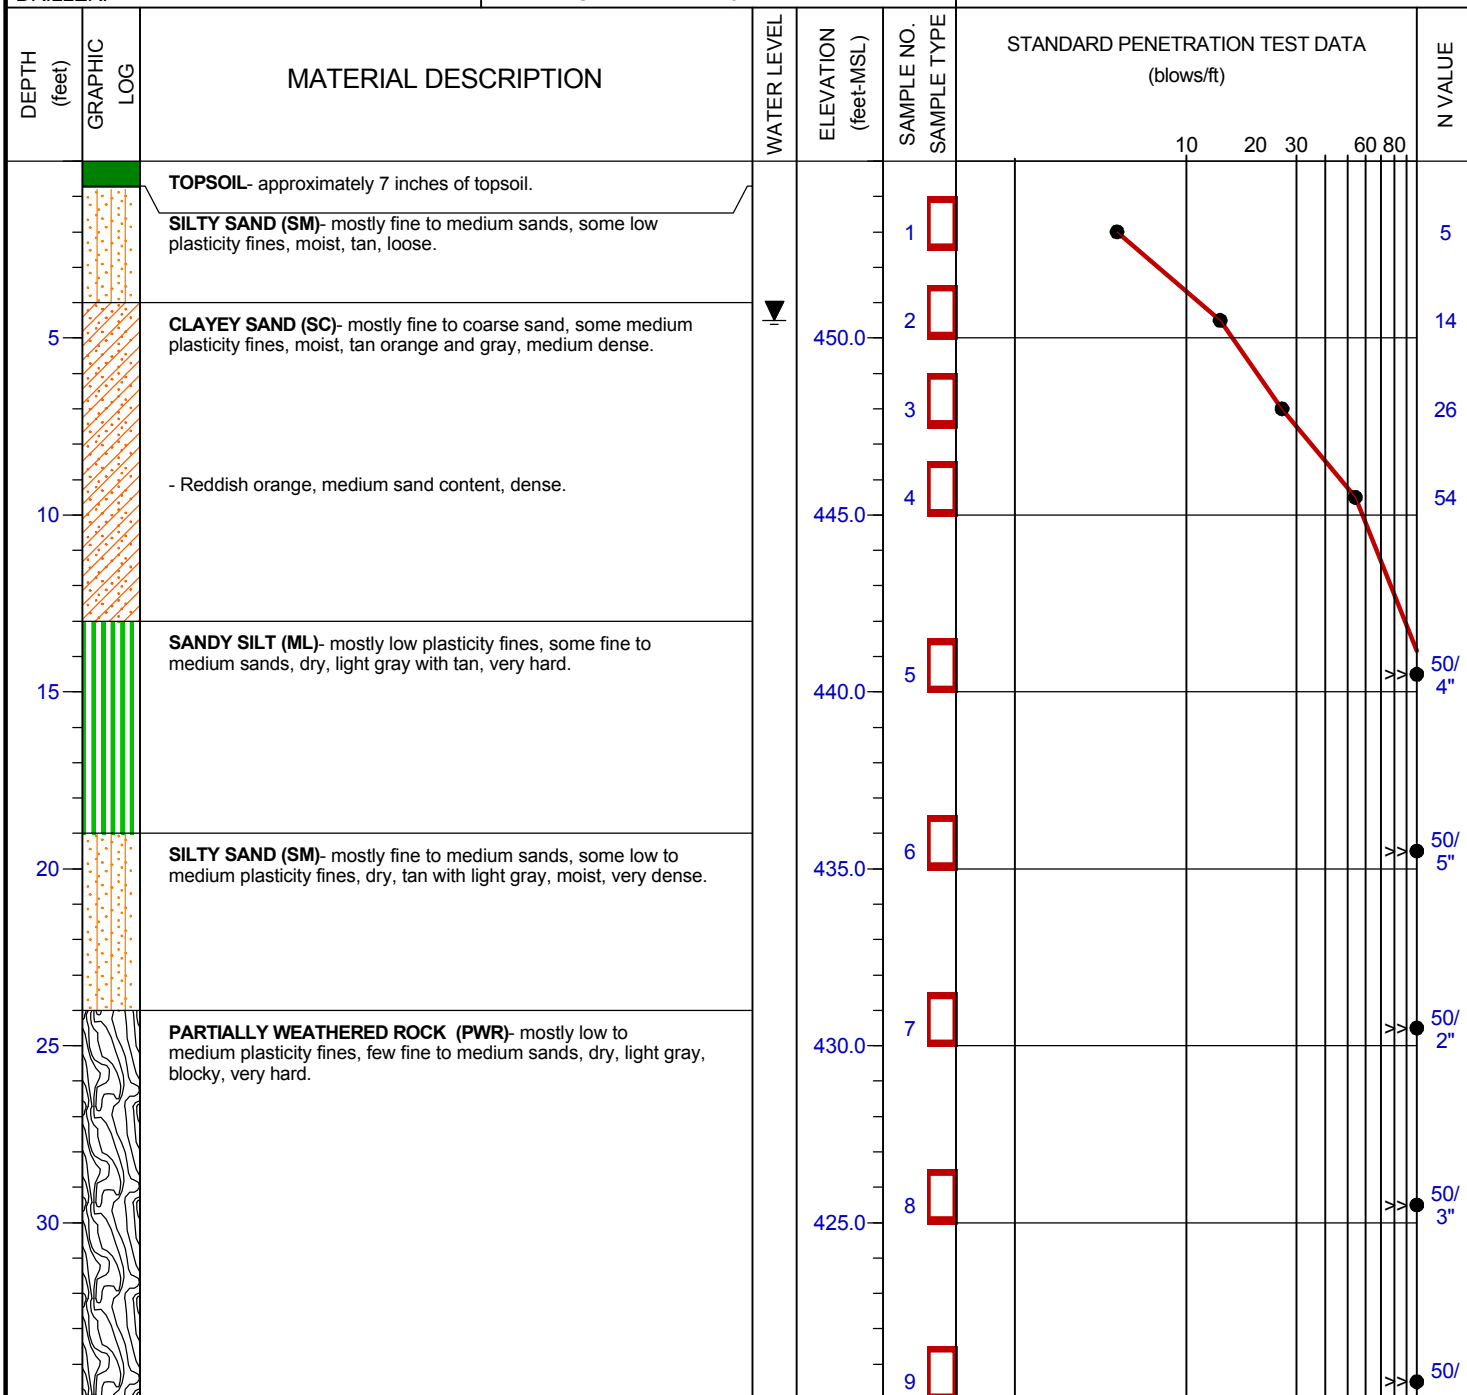 DEPTH
(feet)
GRAPHIC
LOG
MATERIAL DESCRIPTION
WATER LEVEL
ELEVATION
(feet-MSL)
SAMPLE NO.
SAMPLE TYPE
STANDARD PENETRATION TEST DATA
(blows/ft)
N VALUE
10 20 30 60 80
TOPSOIL- approximately 7 inches of topsoil.
SILTY SAND (SM)- mostly fine to medium sands, some low
plasticity fines, moist, tan, loose.
1 5
CLAYEY SAND (SC)- mostly fine to coarse sand, some medium
plasticity fines, moist, tan orange and gray, medium dense.
2 14
5 450.0
3 26
- Reddish orange, medium sand content, dense.
4 54
10 445.0
SANDY SILT (ML)- mostly low plasticity fines, some fine to
medium sands, dry, light gray with tan, very hard.
5 >> 50/
4"
15 440.0
SILTY SAND (SM)- mostly fine to medium sands, some low to
medium plasticity fines, dry, tan with light gray, moist, very dense.
6 >> 50/
5"
20 435.0
PARTIALLY WEATHERED ROCK (PWR)- mostly low to
medium plasticity fines, few fine to medium sands, dry, light gray,
blocky, very hard.
7 >> 50/
2"
25 430.0
8 >> 50/
3"
30 425.0
9 >> 50/